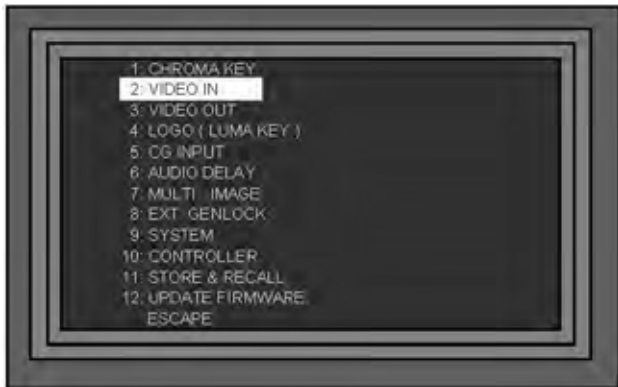 1: CHROMA KEY
2: VIDEO IN
3: VIDEO OUT
4: LOGO ( LUMA KEY )
5: CG INPUT
6: AUDIO DELAY
7: MULTI IMAGE
8: EXT GENLOCK
9: SYSTEM
10: CONTROLLER
11: STORE & RECALL
12: UPDATE FIRMWARE
ESCAPE